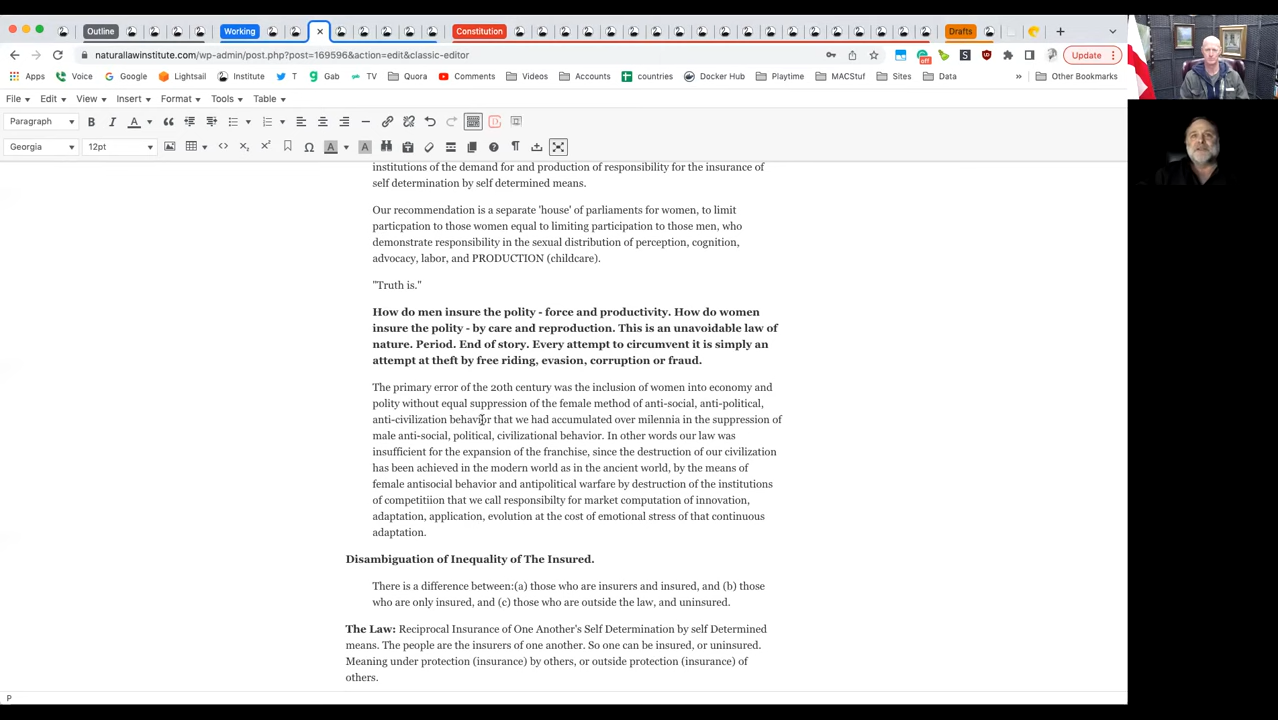 Outline
Working
Constitution
Drafts
naturallawinstitute.com/wp-admin/post.php?post=169596&action=edit&classic-editor
off
Update
Apps Voice Google Lightsail Institute T Gab TV Quora Comments Videos Accounts countries Docker Hub Playtime MACStuf Sites Data » Other Bookmarks
File Edit View Insert Format Tools Table
Paragraph
Georgia 12pt
institutions of the demand for and production of responsibility for the insurance of
self determination by self determined means.
Our recommendation is a separate 'house' of parliaments for women, to limit
particpation to those women equal to limiting participation to those men, who
demonstrate responsibility in the sexual distribution of perception, cognition,
advocacy, labor, and PRODUCTION (childcare).
"Truth is."
How do men insure the polity - force and productivity. How do women
insure the polity - by care and reproduction. This is an unavoidable law of
nature. Period. End of story. Every attempt to circumvent it is simply an
attempt at theft by free riding, evasion, corruption or fraud.
The primary error of the 20th century was the inclusion of women into economy and
polity without equal suppression of the female method of anti-social, anti-political,
anti-civilization behavior that we had accumulated over milennia in the suppression of
male anti-social, political, civilizational behavior. In other words our law was
insufficient for the expansion of the franchise, since the destruction of our civilization
has been achieved in the modern world as in the ancient world, by the means of
female antisocial behavior and antipolitical warfare by destruction of the institutions
of competitiion that we call responsibilty for market computation of innovation,
adaptation, application, evolution at the cost of emotional stress of that continuous
adaptation.
Disambiguation of Inequality of The Insured.
There is a difference between:(a) those who are insurers and insured, and (b) those
who are only insured, and (c) those who are outside the law, and uninsured.
The Law: Reciprocal Insurance of One Another's Self Determination by self Determined
means. The people are the insurers of one another. So one can be insured, or uninsured.
Meaning under protection (insurance) by others, or outside protection (insurance) of
others.
P